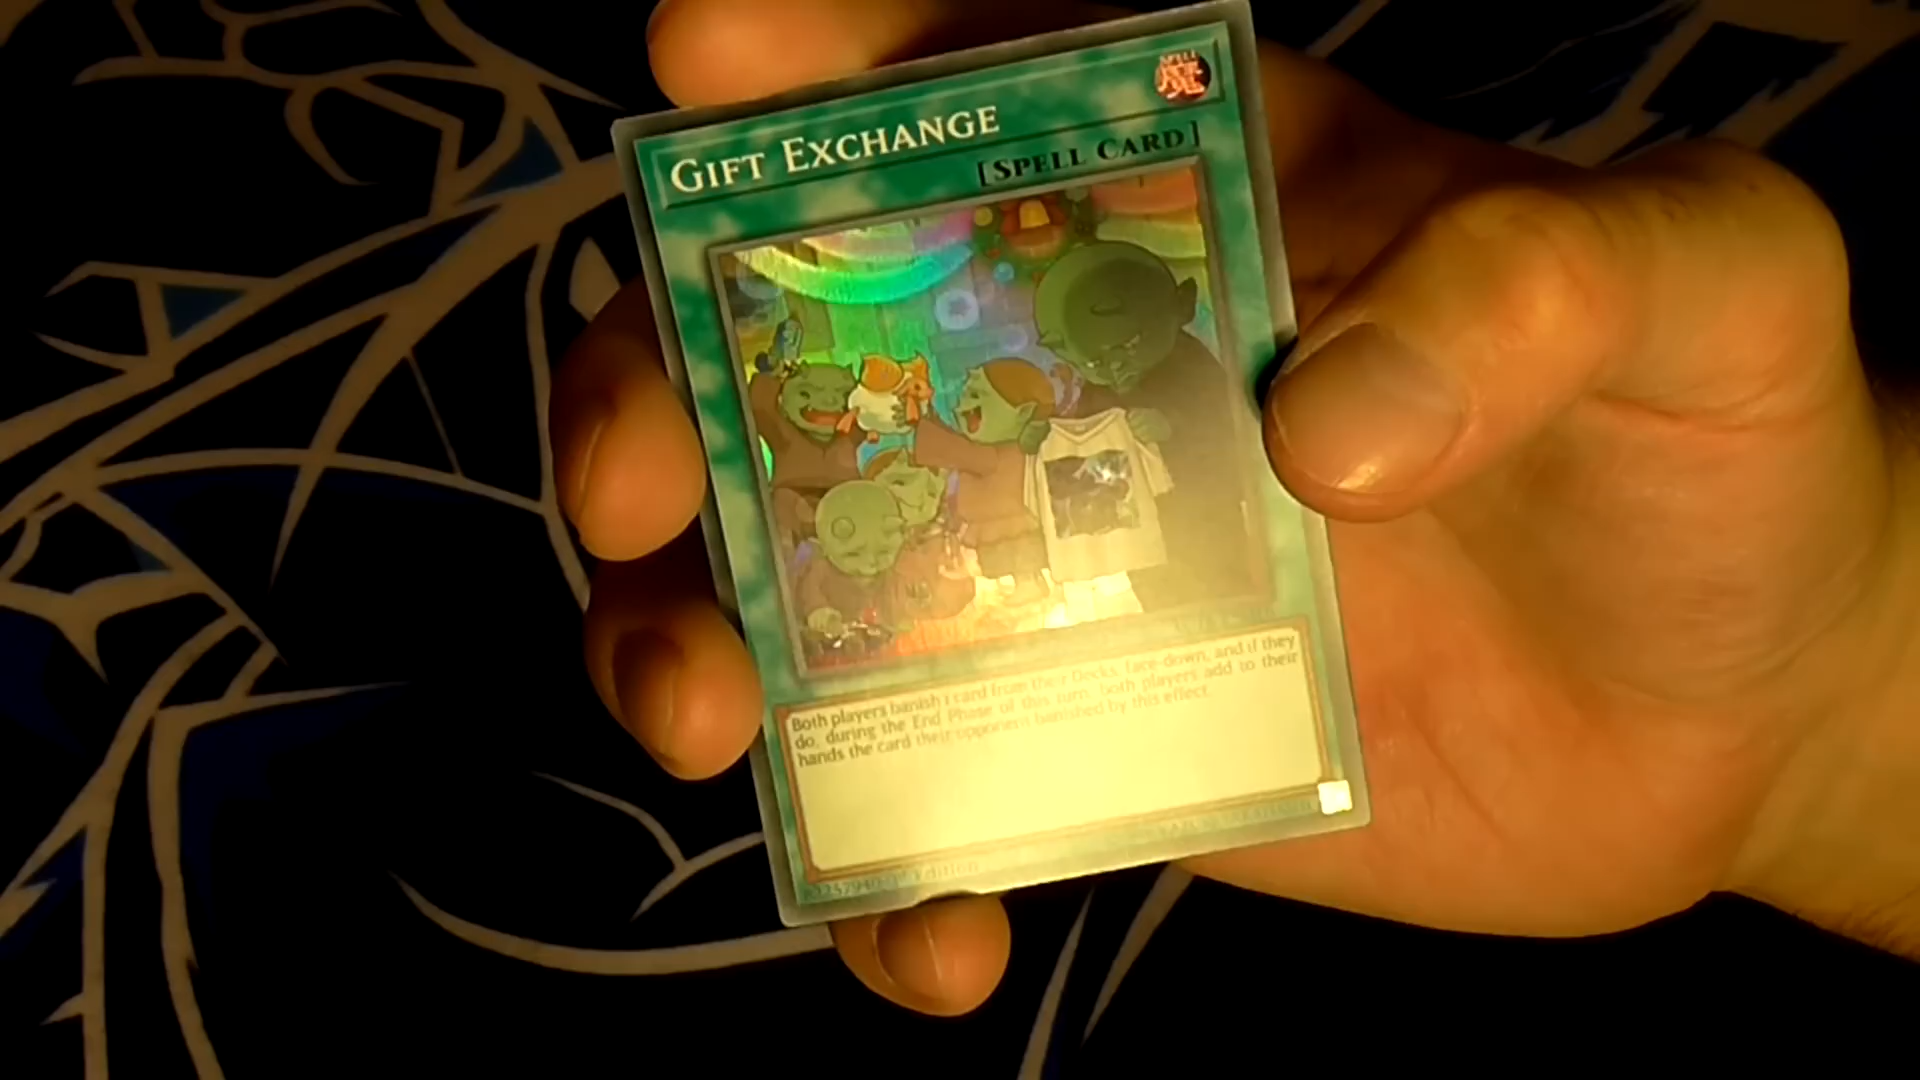 GIFT EXCHANGE
SPELL
[SPELL CARD]
Both players banish 1 card from their Decks, face-down, and if they
do, during the End Phase of this turn, both players add to their
hands the card their opponent banished by this effect.
Edition